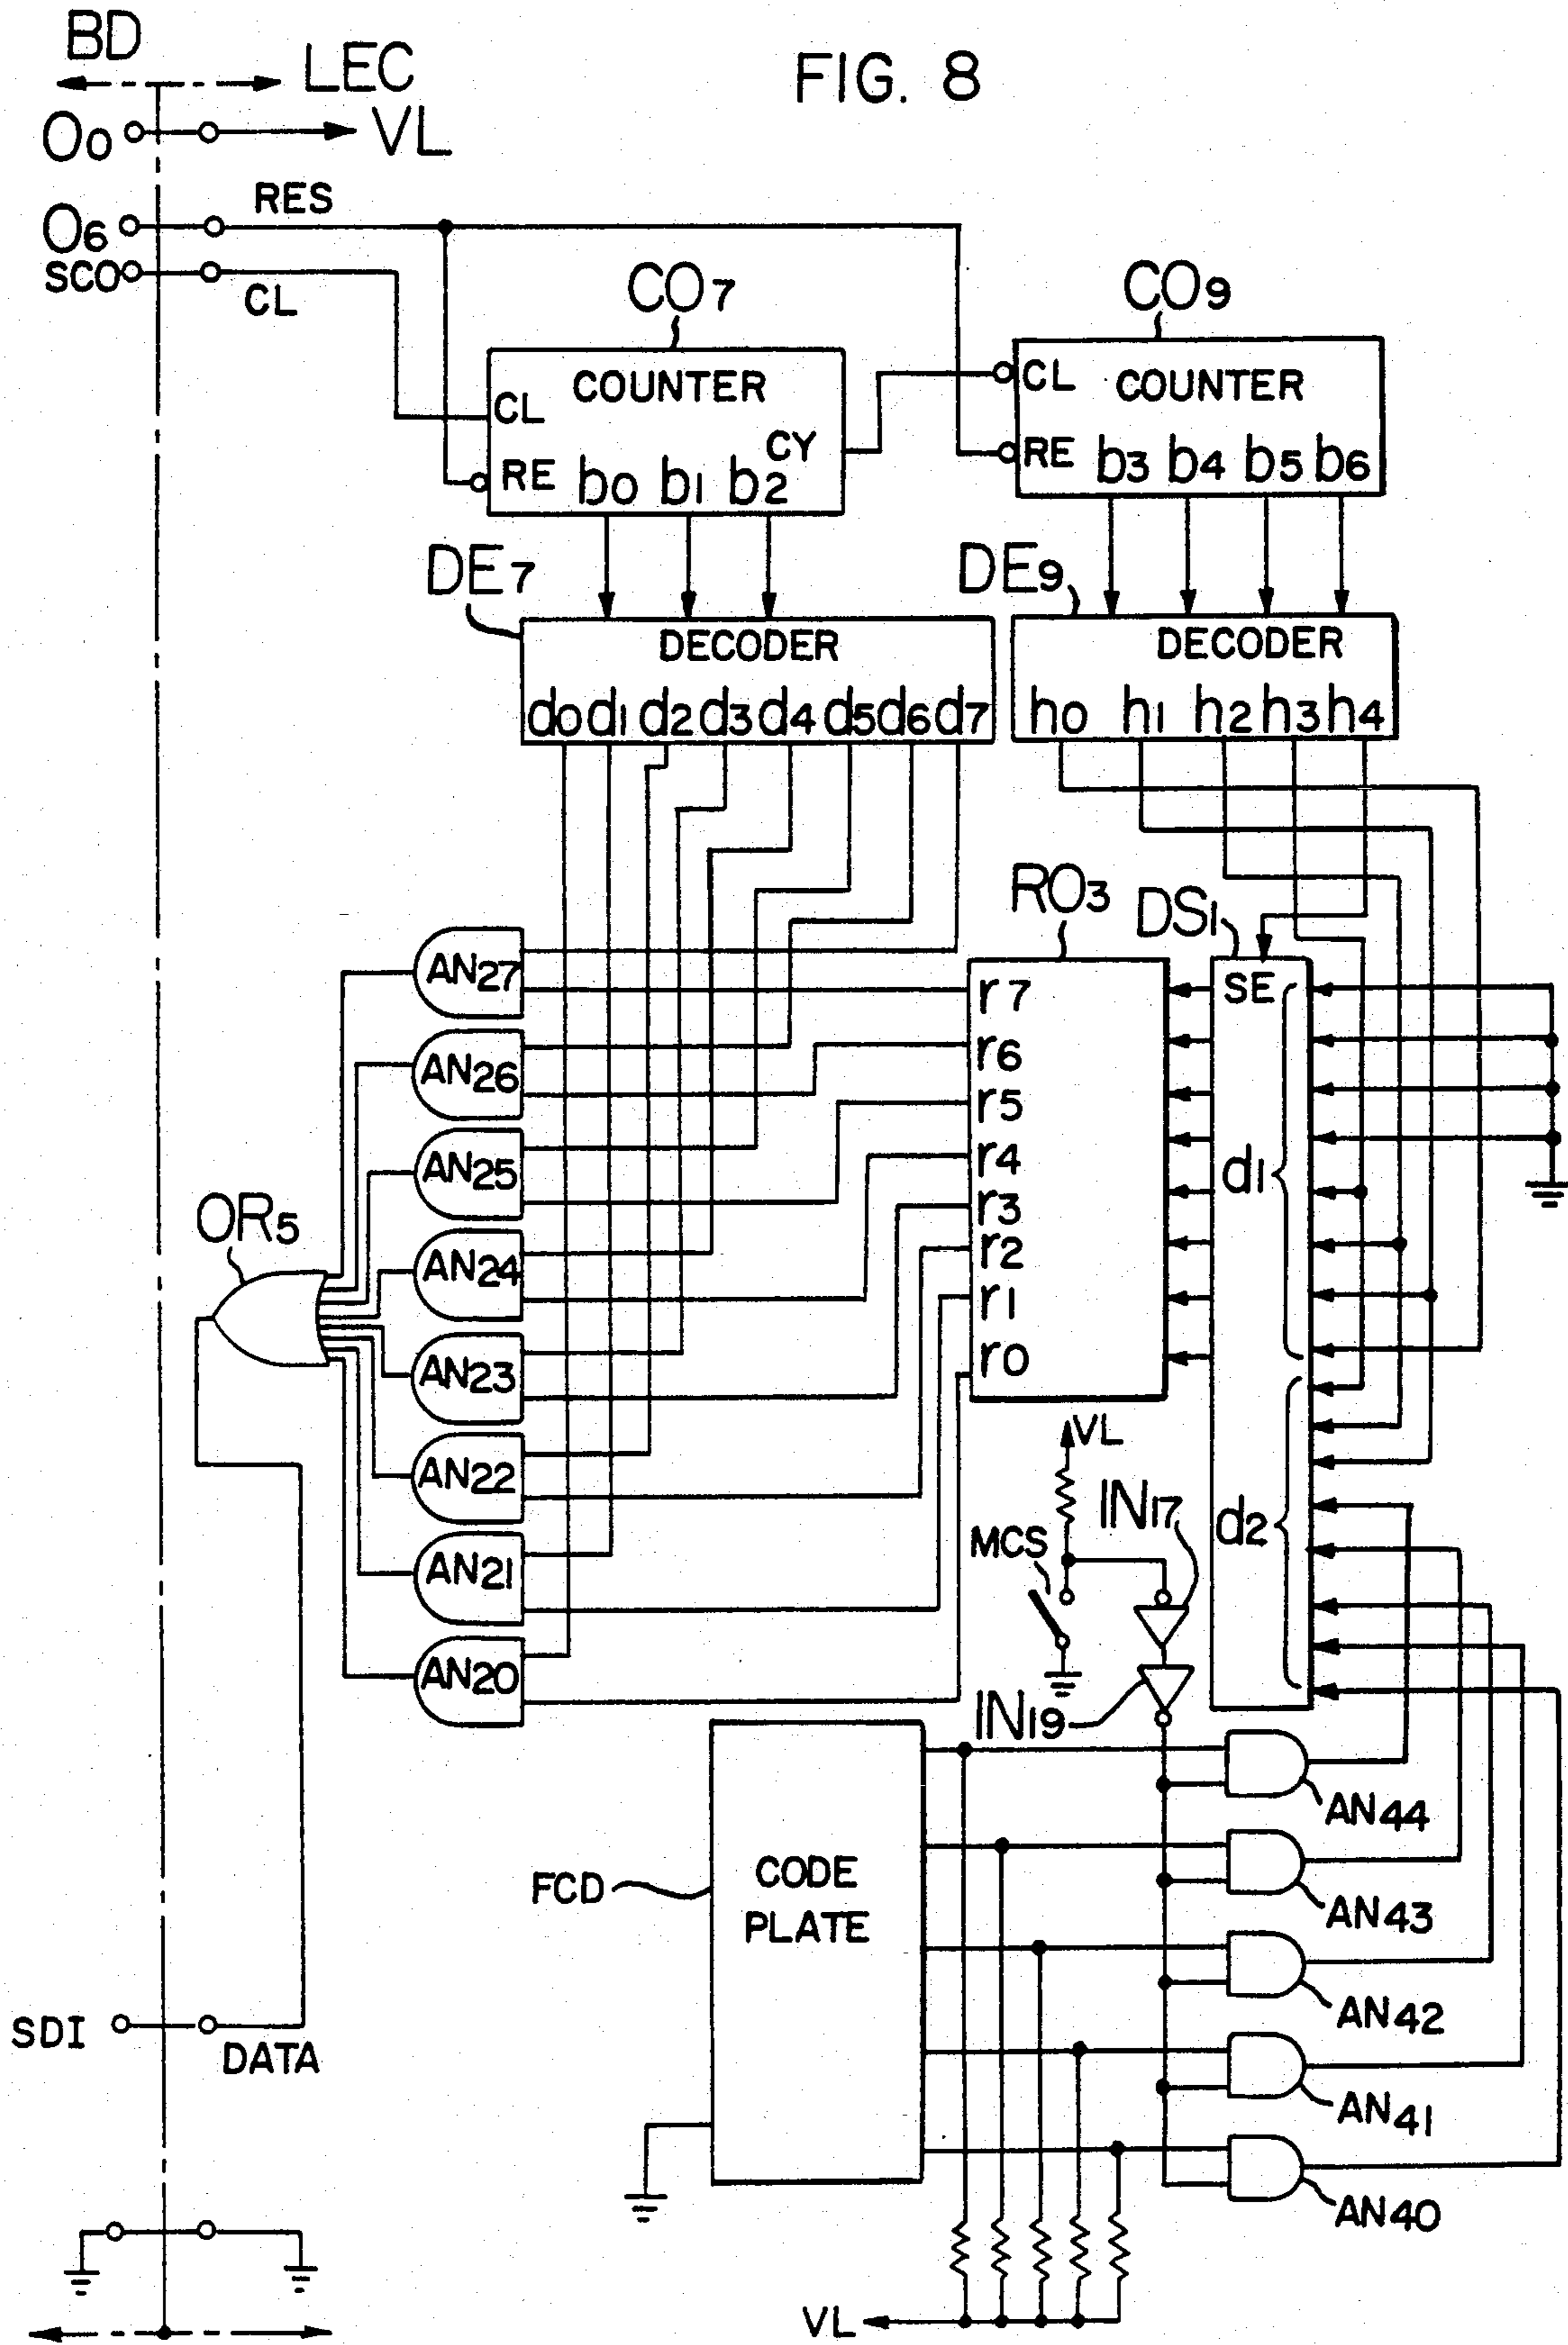 BD
LEC
FIG. 8
O0
VL
O6
RES
SCO
CL
CO7
CO9
COUNTER
CL
CY
RE b0 b1 b2
CL
COUNTER
RE b3 b4 b5 b6
DE7
DE9
DECODER
d0 d1 d2 d3 d4 d5 d6 d7
DECODER
h0 h1 h2 h3 h4
RO3
DS1
AN27
r7
SE
AN26
r6
r5
AN25
r4
d1
r3
OR5
AN24
r2
r1
AN23
r0
VL
AN22
MCS
IN17
d2
AN21
AN20
IN19
AN44
FCD
CODE
PLATE
AN43
AN42
SDI
DATA
AN41
AN40
VL